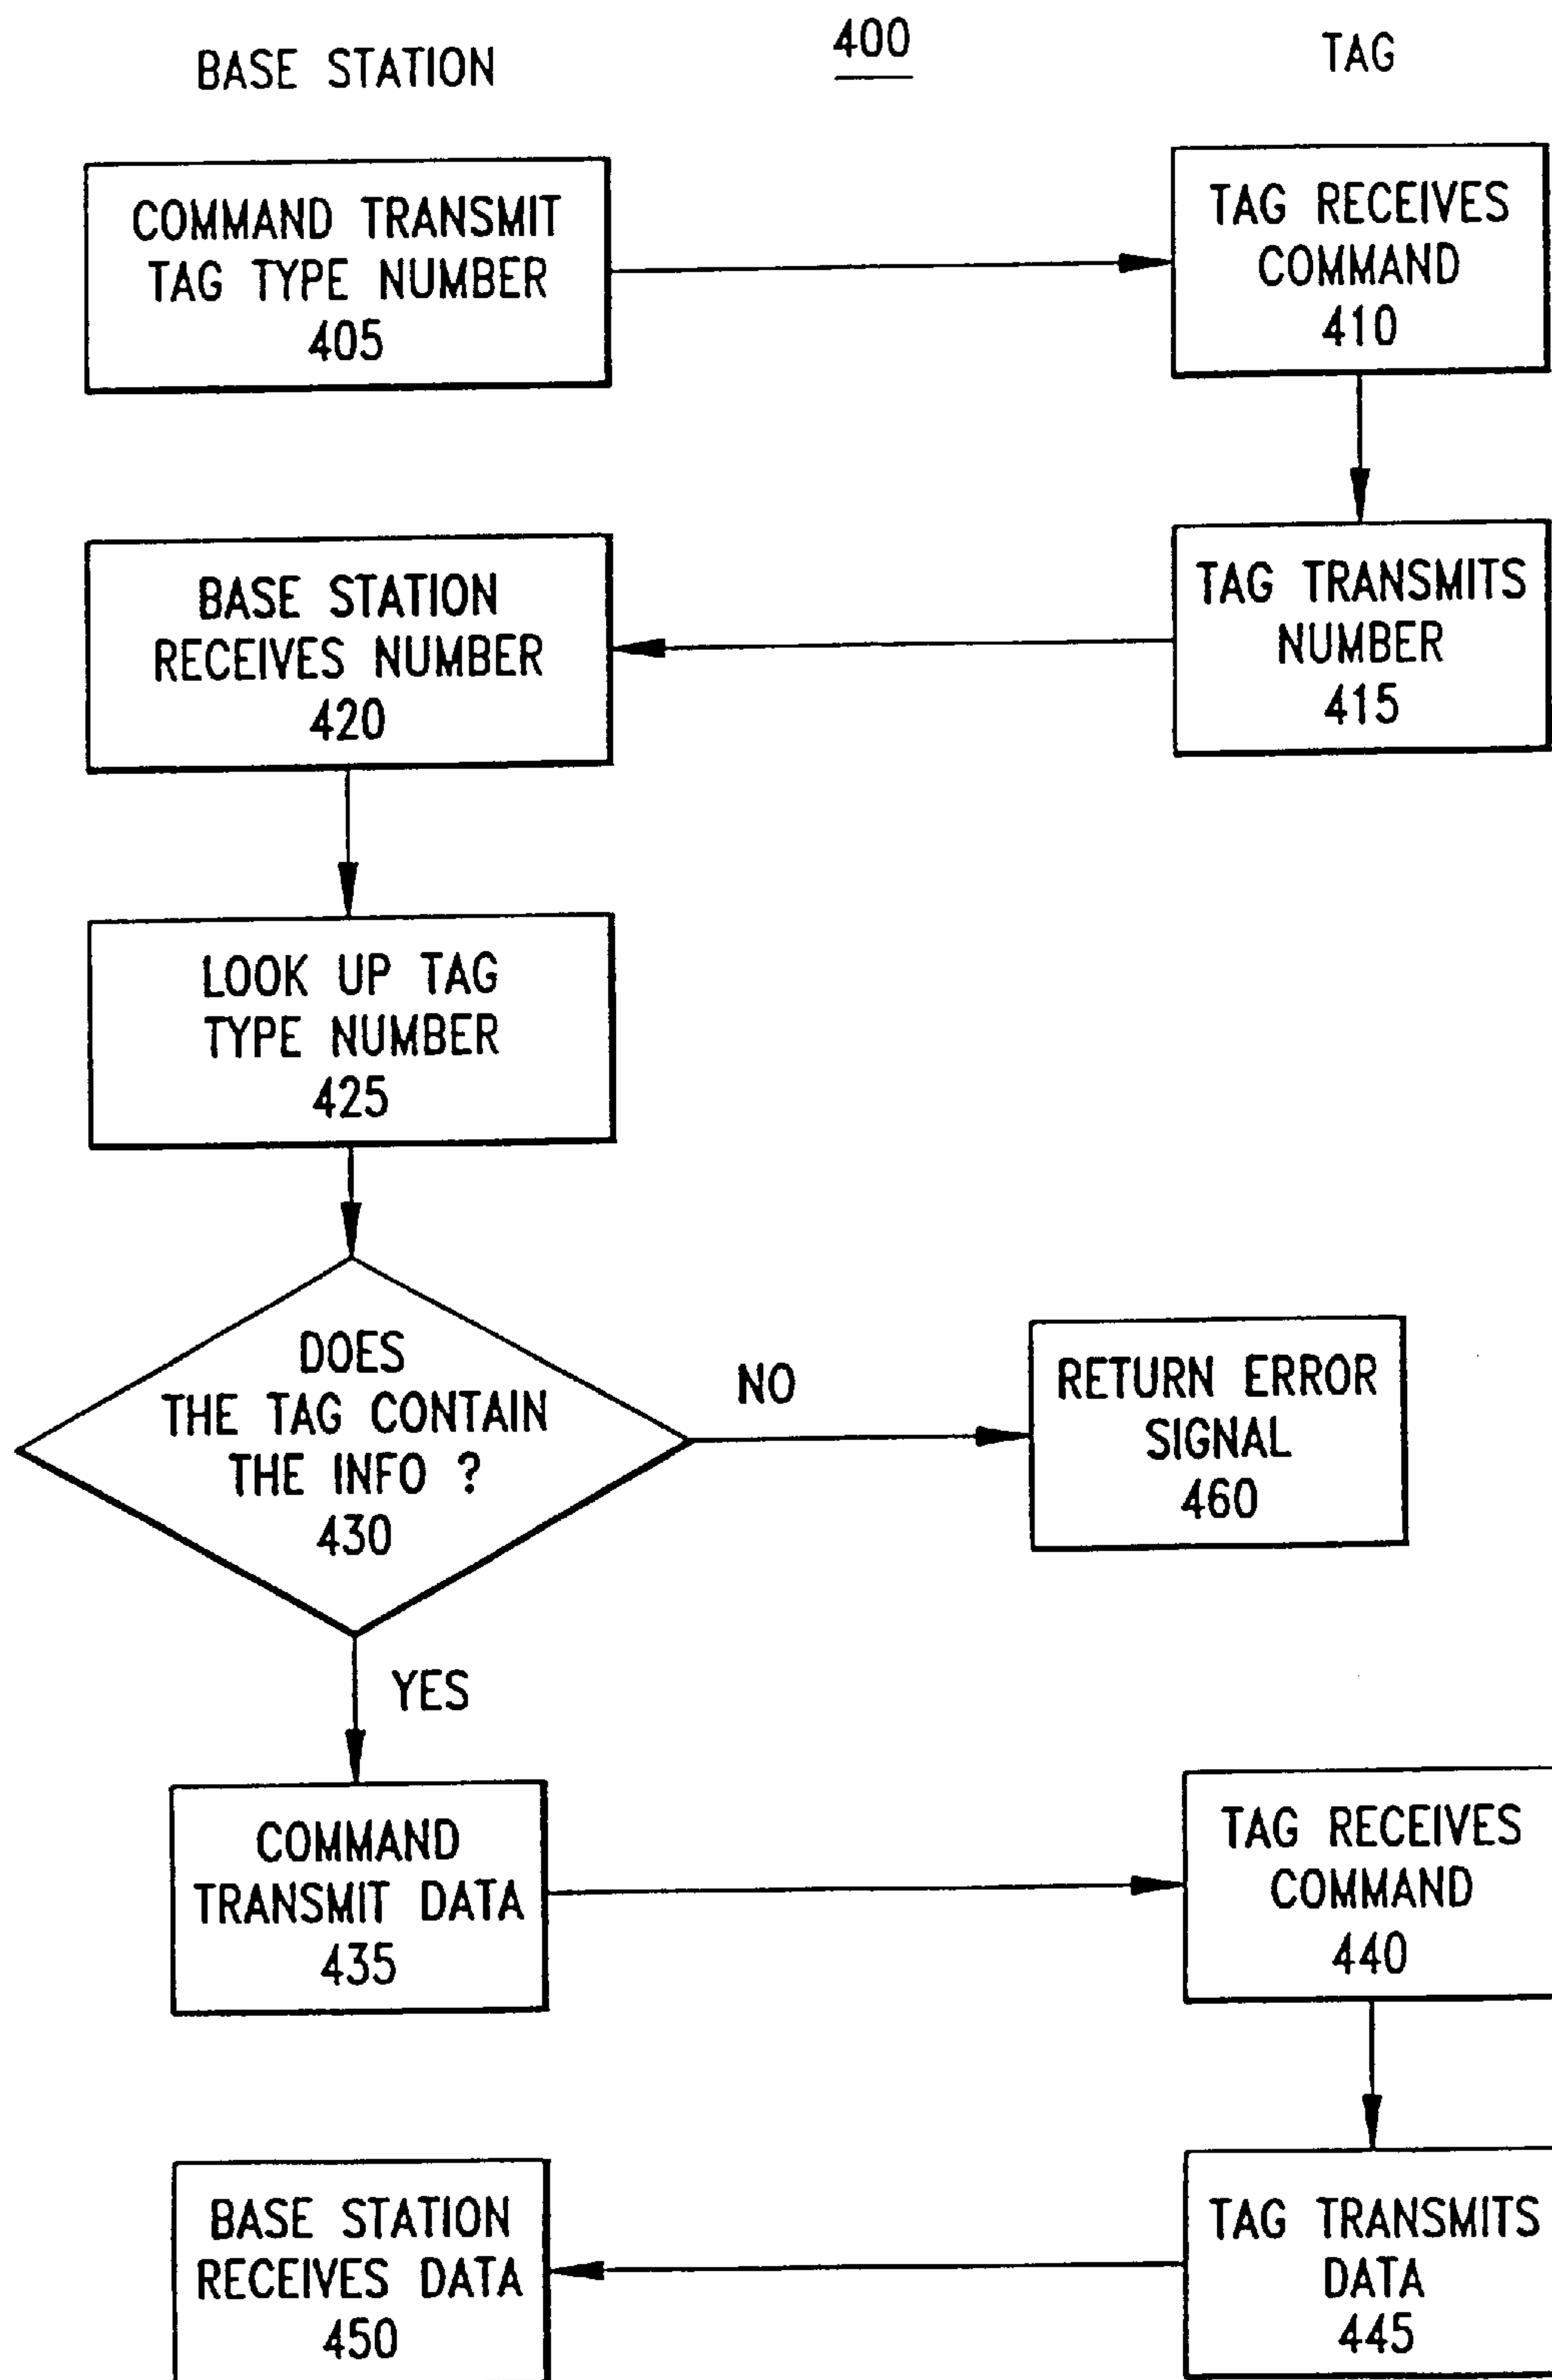 BASE STATION
400
TAG
COMMAND TRANSMIT
TAG TYPE NUMBER
405
TAG RECEIVES
COMMAND
410
BASE STATION
RECEIVES NUMBER
420
TAG TRANSMITS
NUMBER
415
LOOK UP TAG
TYPE NUMBER
425
DOES
THE TAG CONTAIN
THE INFO ?
430
NO
RETURN ERROR
SIGNAL
460
YES
COMMAND
TRANSMIT DATA
435
TAG RECEIVES
COMMAND
440
BASE STATION
RECEIVES DATA
450
TAG TRANSMITS
DATA
445